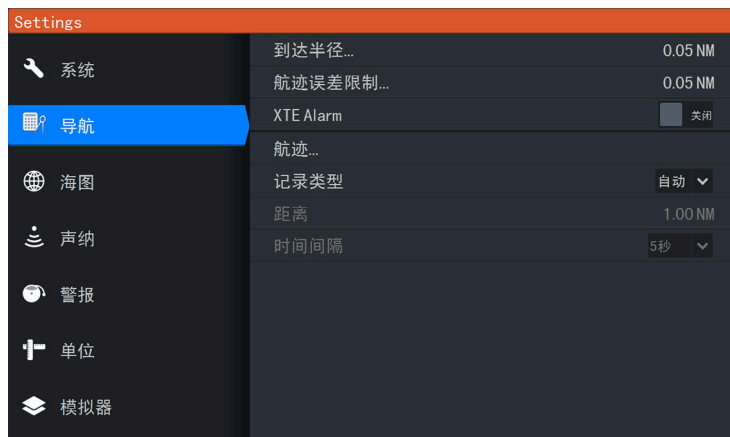 Settings
系统
导航
海图
声纳
警报
单位
模拟器
到达半径... 0.05 NM
航迹误差限制... 0.05 NM
XTE Alarm 关闭
航迹...
记录类型 自动
距离 1.00 NM
时间间隔 5秒